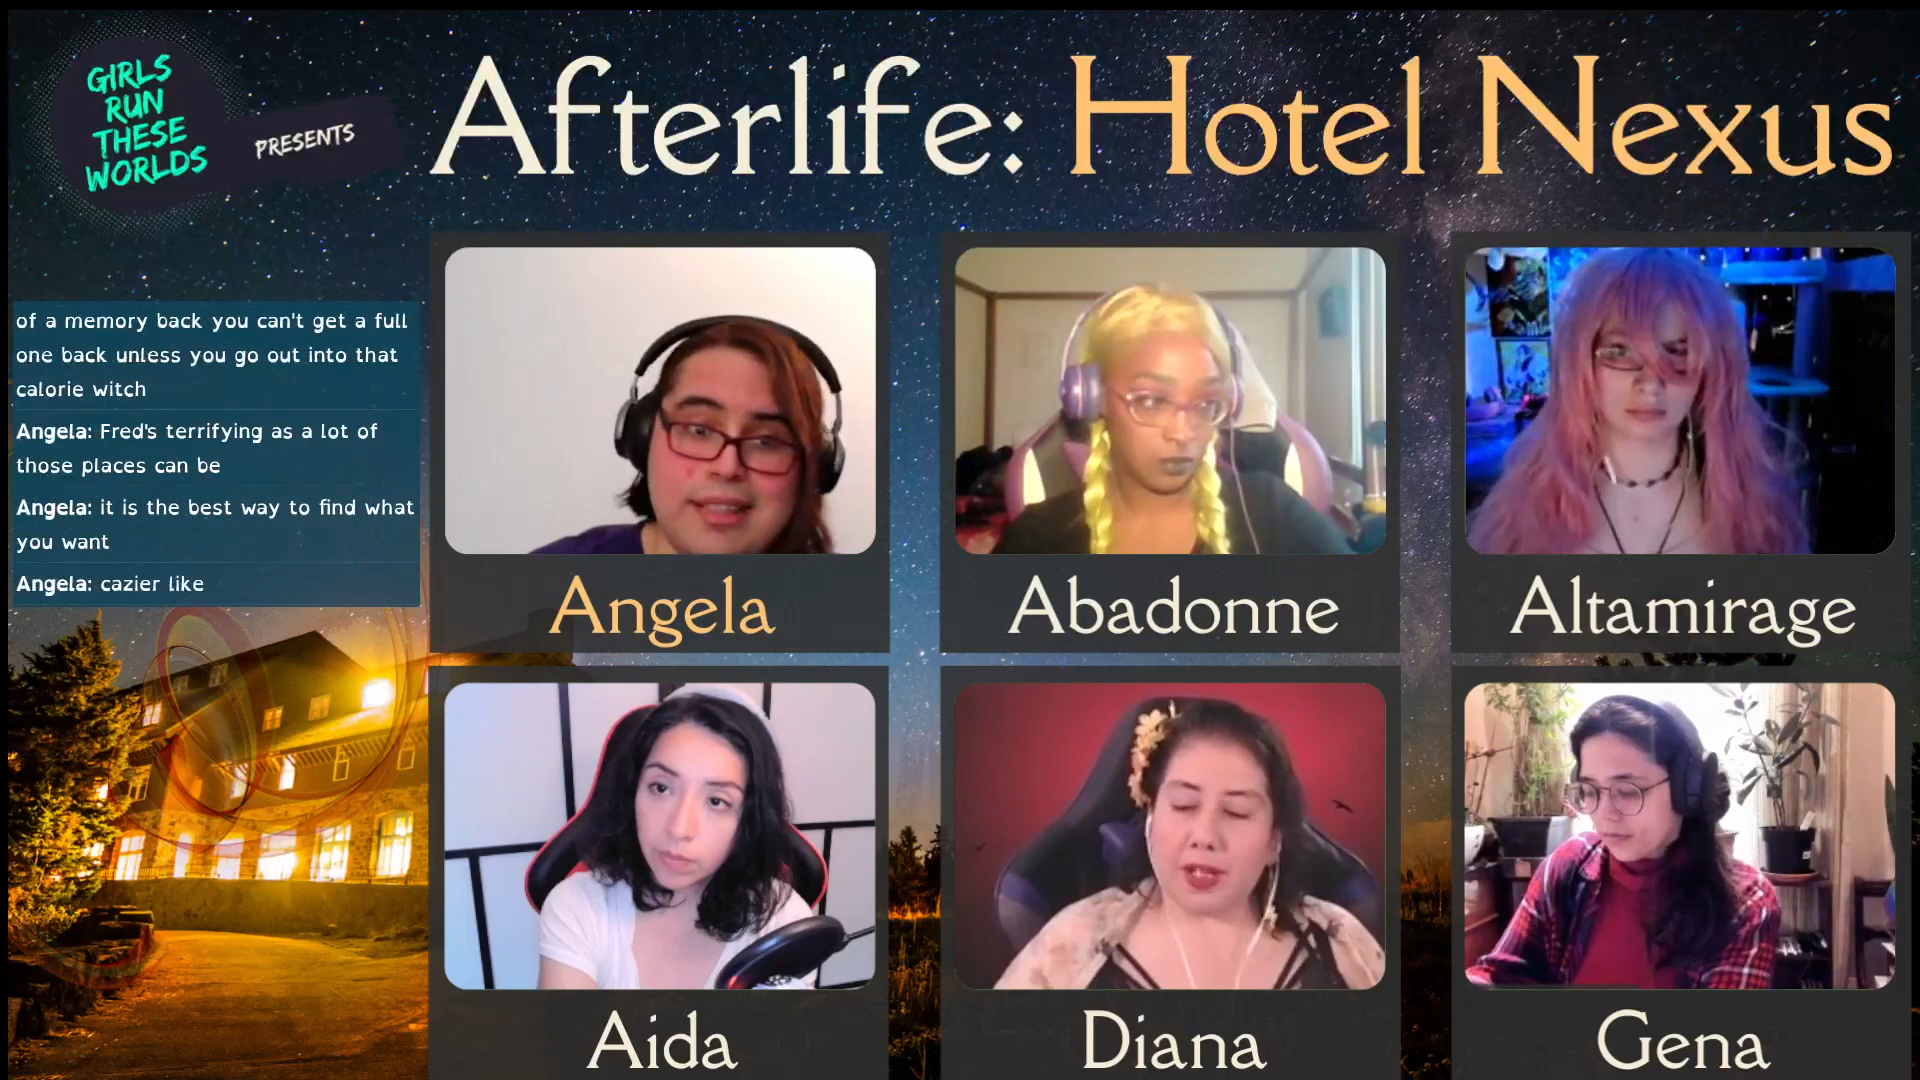 GIRLS
RUN
THESE
WORLDS
PRESENTS
Afterlife: Hotel Nexus
of a memory back you can't get a full
one back unless you go out into that
calorie witch
Angela: Fred's terrifying as a lot of
those places can be
Angela: it is the best way to find what
you want
Angela: cazier like
Angela
Abadonne
Altamirage
Aida
Diana
Gena